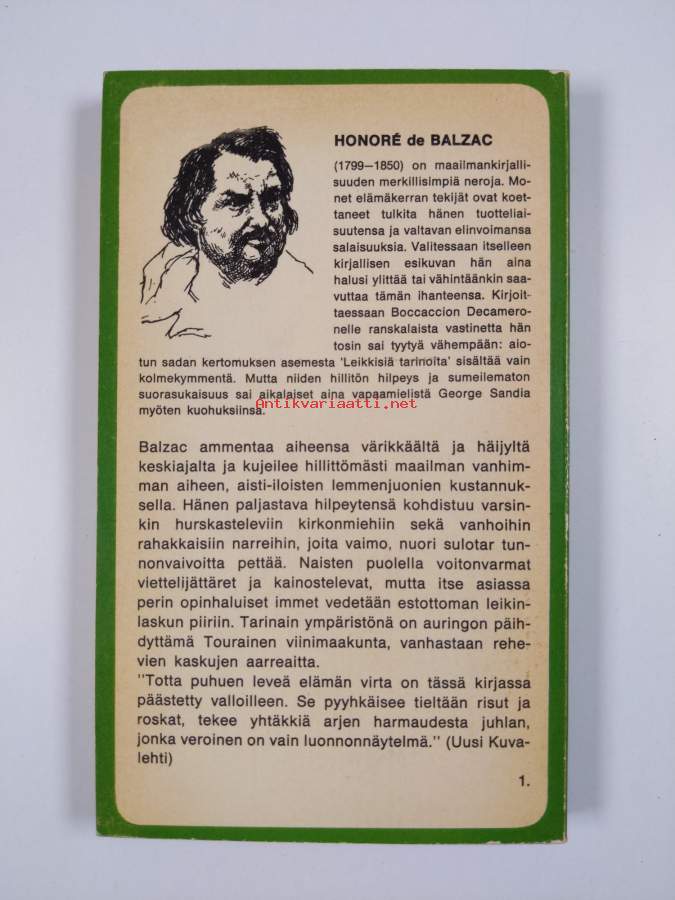 HONORÉ de BALZAC
(1799—1850) on maailmankirjalli-
suuden merkillisimpiä neroja. Mo-
net elämäkerran tekijät ovat koet-
taneet tulkita hänen tuotteliai-
suutensa ja valtavan elinvoimansa
salaisuuksia. Valitessaan itselleen
kirjallisen esikuvan hän aina
halusi ylittää tai vähintäänkin saa-
vuttaa tämän ihanteensa. Kirjoit-
taessaan Boccaccion Decamero-
nelle ranskalaista vastinetta hän
tosin sai tyytyä vähempään: aio-
tun sadan kertomuksen asemesta 'Leikkisiä tarinoita' sisältää vain
kolmekymmentä. Mutta niiden hillitön hilpeys ja sumeilematon
suorasukaisuus sai aikalaiset aina vapaamielistä George Sandia
myöten kuohuksiinsa.
Antikvariaatti.net
Balzac ammentaa aiheensa värikkäältä ja häijyltä
keskiajalta ja kujeilee hillittömästi maailman vanhim-
man aiheen, aisti-iloisten lemmenjuonien kustannuk-
sella. Hänen paljastava hilpeytensä kohdistuu varsin-
kin hurskasteleviin kirkonmiehiin sekä vanhoihin
rahakkaisiin narreihin, joita vaimo, nuori sulotar tun-
nonvaivoitta pettää. Naisten puolella voitonvarmat
viettelijättäret ja kainostelevat, mutta itse asiassa
perin opinhaluiset immet vedetään estottoman leikin-
laskun piiriin. Tarinain ympäristönä on auringon päih-
dyttämä Tourainen viinimaakunta, vanhastaan rehe-
vien kaskujen aarreaitta.
"Totta puhuen leveä elämän virta on tässä kirjassa
päästetty valloilleen. Se pyyhkäisee tieltään risut ja
roskat, tekee yhtäkkiä arjen harmaudesta juhlan,
jonka veroinen on vain luonnonnäytelmä." (Uusi Kuva-
lehti)
1.